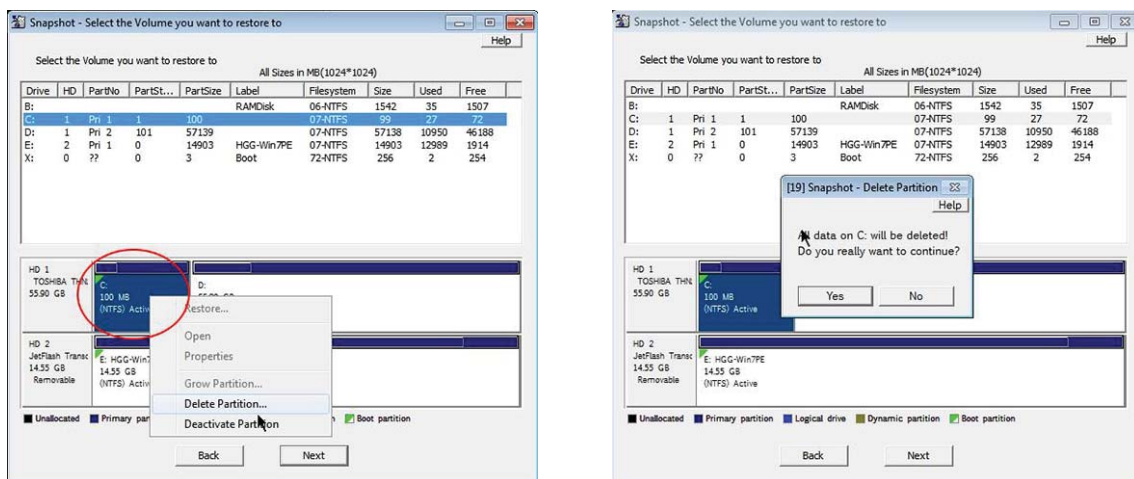 Snapshot - Select the Volume you want to restore to
Help
Select the Volume you want to restore to
All Sizes in MB(1024*1024)
Drive HD PartNo PartSt... PartSize Label Filesystem Size Used Free
B: RAMDisk 06-NTFS 1542 35 1507
C: 1 Pri 1 1 100 07-NTFS 99 27 72
D: 1 Pri 2 101 57139 07-NTFS 57138 10950 46188
E: 2 Pri 1 0 14903 HGG-Win7PE 07-NTFS 14903 12989 1914
X: 0 ?? 0 3 Boot 72-NTFS 256 2 254
HD 1
TOSHIBA THN
55.90 GB
C:
100 MB
(NTFS) Activ
D:
Restore...
Open
Properties
Grow Partition...
Delete Partition...
Deactivate Partition
HD 2
JetFlash Transc
14.55 GB
Removable
E: HGG-Win7
14.55 GB
(NTFS) Activ
Unallocated Primary par Boot partition
Back Next
Snapshot - Select the Volume you want to restore to
Help
Select the Volume you want to restore to
All Sizes in MB(1024*1024)
Drive HD PartNo PartSt... PartSize Label Filesystem Size Used Free
B: RAMDisk 06-NTFS 1542 35 1507
C: 1 Pri 1 1 100 07-NTFS 99 27 72
D: 1 Pri 2 101 57139 07-NTFS 57138 10950 46188
E: 2 Pri 1 0 14903 HGG-Win7PE 07-NTFS 14903 12989 1914
X: 0 ?? 0 3 Boot 72-NTFS 256 2 254
[19] Snapshot - Delete Partition
Help
All data on C: will be deleted!
Do you really want to continue?
Yes No
HD 1
TOSHIBA THN
55.90 GB
C:
100 MB
(NTFS) Active
HD 2
JetFlash Transc
14.55 GB
Removable
E: HGG-Win7PE
14.55 GB
(NTFS) Active
Unallocated Primary partition Logical drive Dynamic partition Boot partition
Back Next